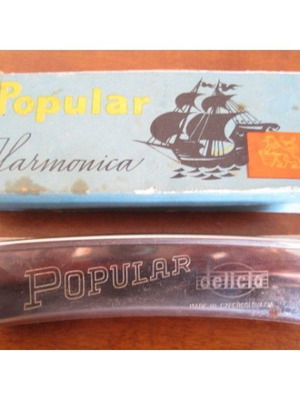 Popular
Harmonica
POPULAR
delicia
MADE IN CZECHOSLOVAKIA